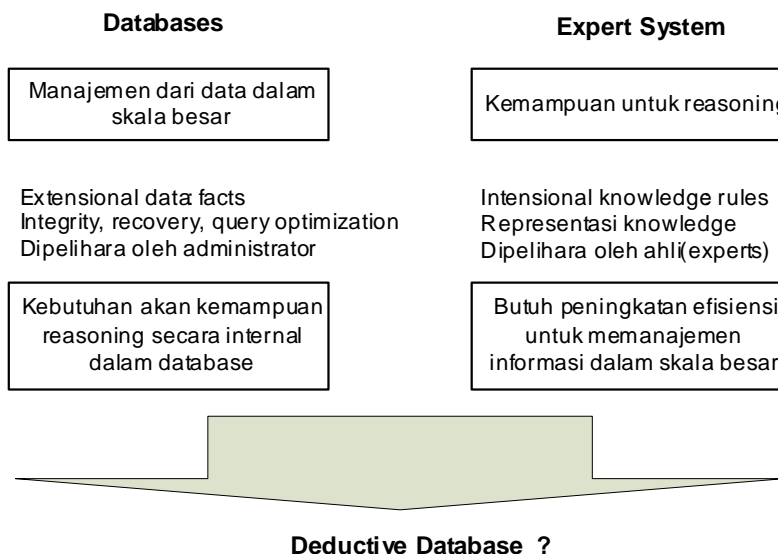 Databases
Manajemen dari data dalam
skala besar
Extensional data: facts
Integrity, recovery, query optimization
Dipelihara oleh administrator
Kebutuhan akan kemampuan
reasoning secara internal
dalam database
Expert System
Kemampuan untuk reasoning
Intensional knowledge rules
Representasi knowledge
Dipelihara oleh ahli(experts)
Butuh peningkatan efisiensi
untuk memanajemen
informasi dalam skala besar
Deductive Database ?